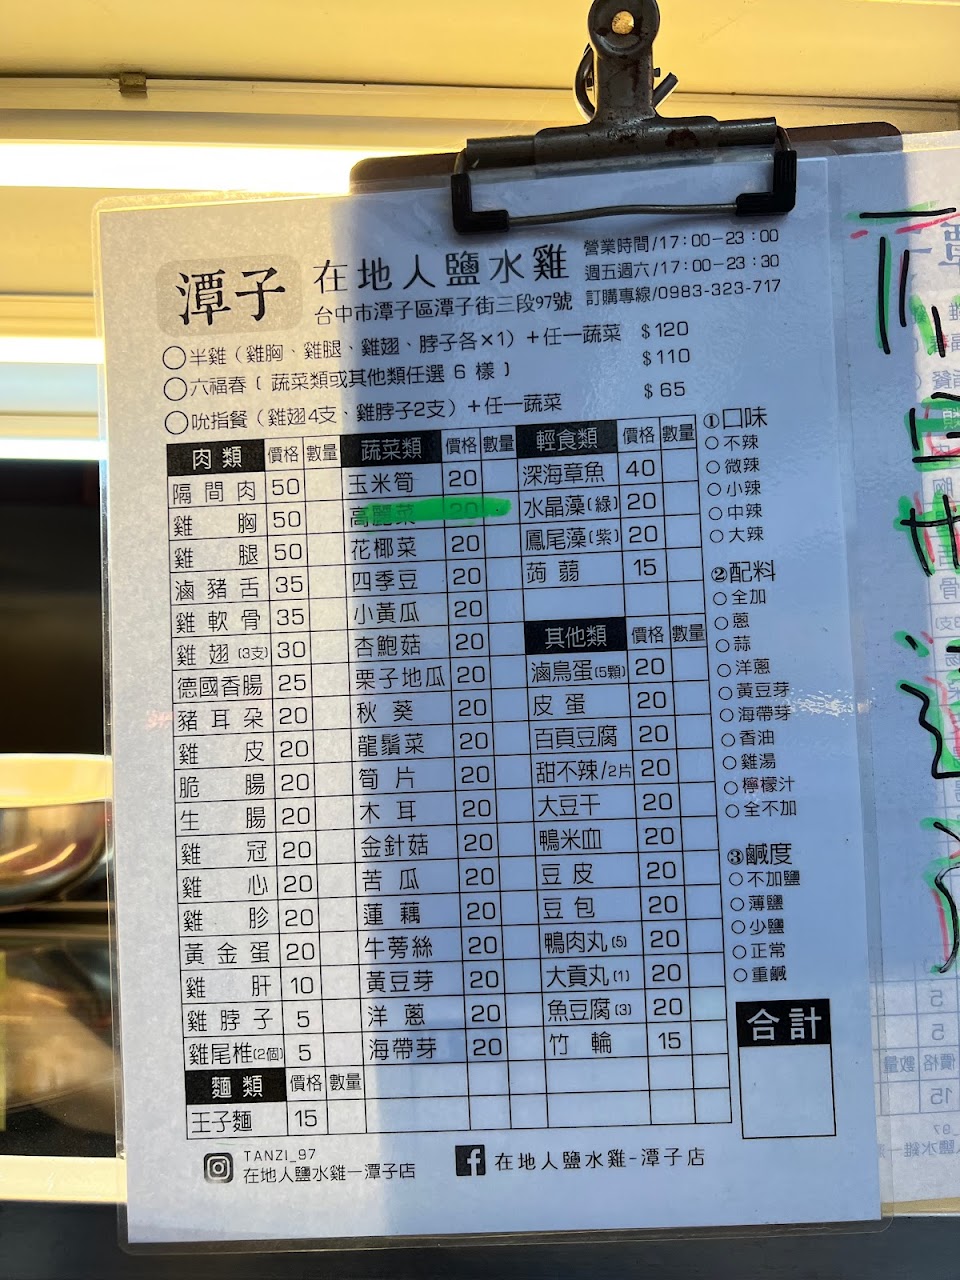 潭子 在地人鹽水雞
台中市潭子區潭子街三段97號
營業時間/17:00-23:00
週五週六/17:00-23:30
訂購專線/0983-323-717
○半雞(雞胸、雞腿、雞翅、脖子各×1)+任一蔬菜 $120
○六福春(蔬菜類或其他類任選6樣) $110
○吮指餐(雞翅4支、雞脖子2支)+任一蔬菜 $65
肉類 價格 數量
隔間肉 50
雞胸 50
雞腿 50
滷豬舌 35
雞軟骨 35
雞翅(3支) 30
德國香腸 25
豬耳朵 20
雞皮 20
脆腸 20
生腸 20
雞冠 20
雞心 20
雞胗 20
黃金蛋 20
雞肝 10
雞脖子 5
雞尾椎(2個) 5
麵類 價格 數量
王子麵 15
蔬菜類 價格 數量
玉米筍 20
高麗菜 20
花椰菜 20
四季豆 20
小黃瓜 20
杏鮑菇 20
栗子地瓜 20
秋葵 20
龍鬚菜 20
筍片 20
木耳 20
金針菇 20
苦瓜 20
蓮藕 20
牛蒡絲 20
黃豆芽 20
洋蔥 20
海帶芽 20
輕食類 價格 數量
深海章魚 40
水晶藻(綠) 20
鳳尾藻(紫) 20
蒟蒻 15
其他類 價格 數量
滷鳥蛋(5顆) 20
皮蛋 20
百頁豆腐 20
甜不辣/2片 20
大豆干 20
鴨米血 20
豆皮 20
豆包 20
鴨肉丸(5) 20
大貢丸(1) 20
魚豆腐(3) 20
竹輪 15
①口味
○不辣
○微辣
○小辣
○中辣
○大辣
②配料
○全加
○蔥
○蒜
○洋蔥
○黃豆芽
○海帶芽
○香油
○雞湯
○檸檬汁
○全不加
③鹹度
○不加鹽
○薄鹽
○少鹽
○正常
○重鹹
合計
TANZI_97
在地人鹽水雞-潭子店
在地人鹽水雞-潭子店